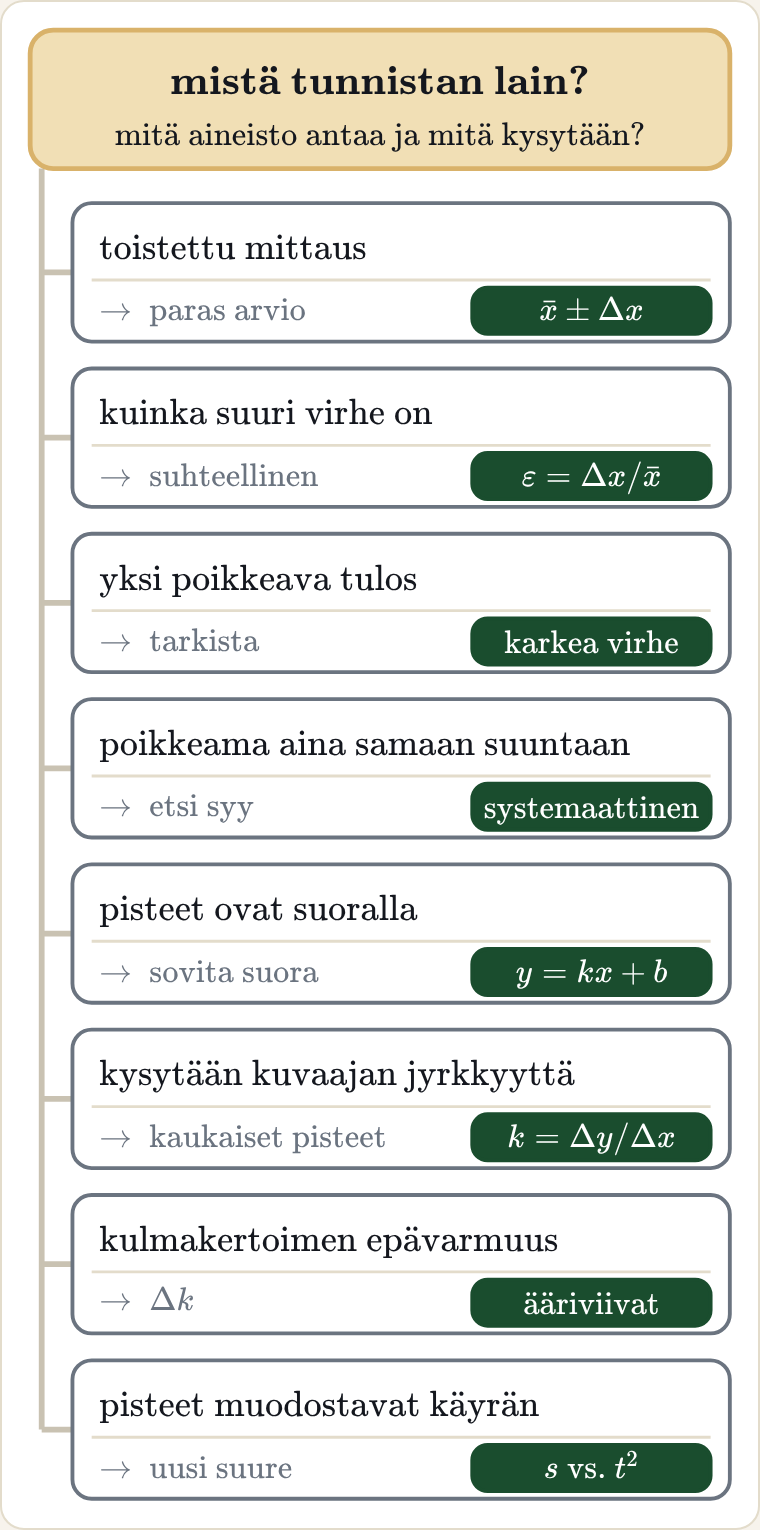 mistä tunnistan lain?
mitä aineisto antaa ja mitä kysytään?
toistettu mittaus
→ paras arvio x̄ ± Δx
kuinka suuri virhe on
→ suhteellinen ε = Δx/x̄
yksi poikkeava tulos
→ tarkista karkea virhe
poikkeama aina samaan suuntaan
→ etsi syy systemaattinen
pisteet ovat suoralla
→ sovita suora y = kx + b
kysytään kuvaajan jyrkkyyttä
→ kaukaiset pisteet k = Δy/Δx
kulmakertoimen epävarmuus
→ Δk ääriviivat
pisteet muodostavat käyrän
→ uusi suure s vs. t²